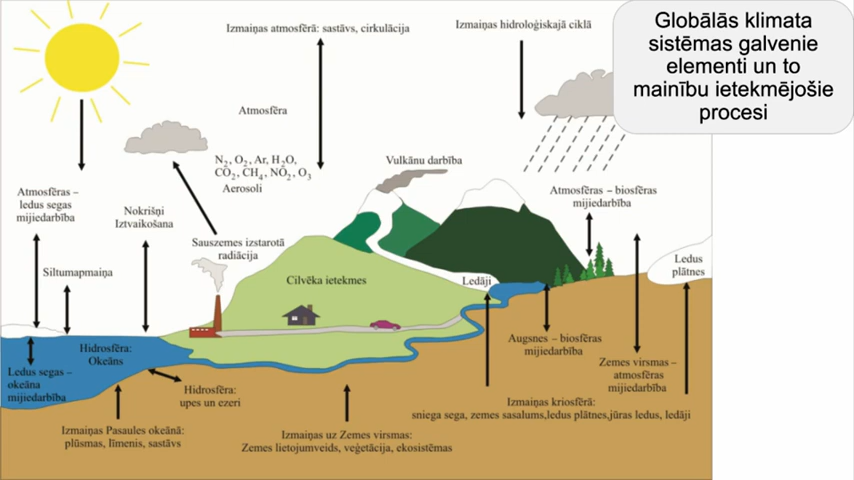 Globālās klimata
sistēmas galvenie
elementi un to
mainību ietekmējošie
procesi
Izmaiņas atmosfērā: sastāvs, cirkulācija
Izmaiņas hidroloģiskajā ciklā
Atmosfēra
N₂, O₂, Ar, H₂O,
CO₂, CH₄, NO₂, O₃
Aerosoli
Vulkānu darbība
Atmosfēras –
ledus segas
mijiedarbība
Nokrišņi
Iztvaikošana
Sauszemes izstarotā
radiācija
Atmosfēras – biosfēras
mijiedarbība
Siltumapmaiņa
Cilvēka ietekmes
Ledāji
Ledus
plātnes
Hidrosfēra:
Okeāns
Ledus segas –
okeāna
mijiedarbība
Hidrosfēra:
upes un ezeri
Augsnes – biosfēras
mijiedarbība
Zemes virsmas –
atmosfēras
mijiedarbība
Izmaiņas kriosfērā:
sniega sega, zemes sasalums,ledus plātnes,jūras ledus, ledāji
Izmaiņas Pasaules okeānā:
plūsmas, līmenis, sastāvs
Izmaiņas uz Zemes virsmas:
Zemes lietojumveids, veģetācija, ekosistēmas